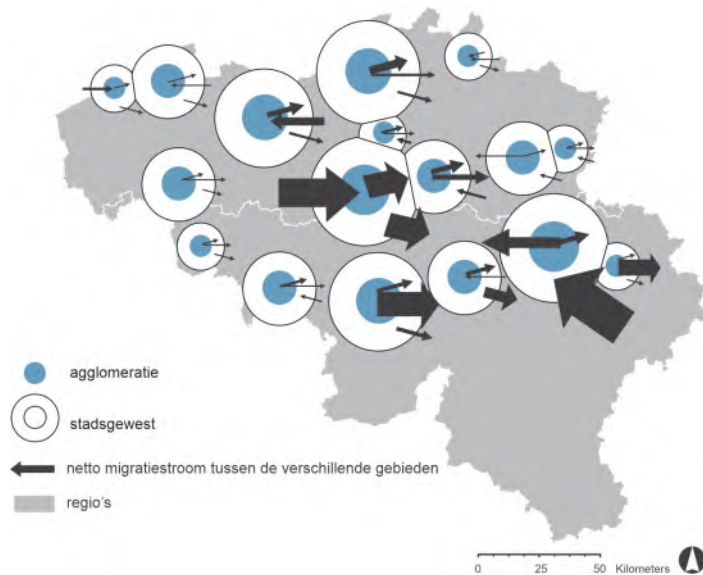 agglomeratie
stadsgewest
netto migratiestroom tussen de verschillende gebieden
regio's
0 25 50 Kilometers